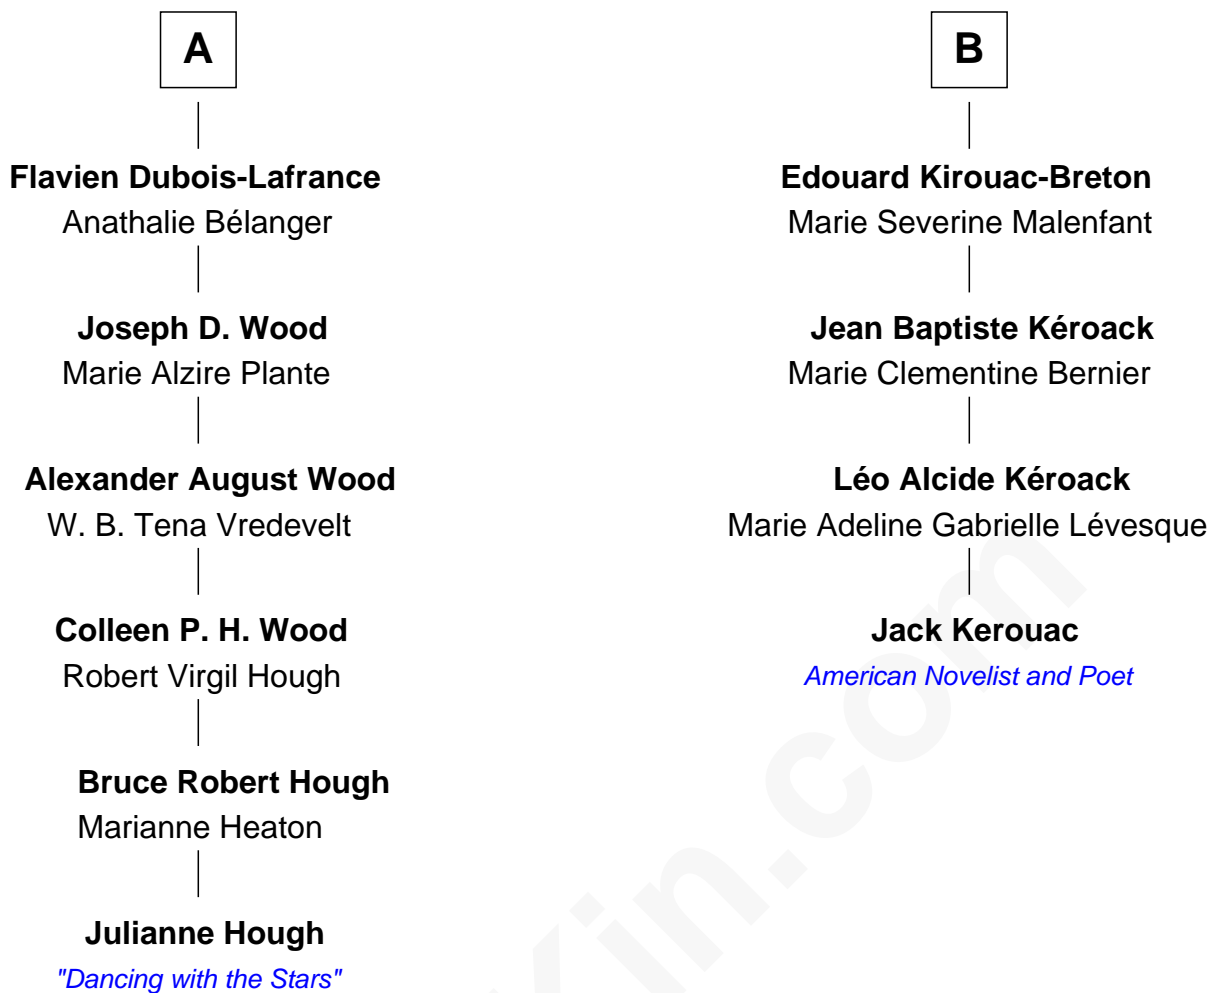 A
Flavien Dubois-Lafrance
Anathalie Bélanger
Joseph D. Wood
Marie Alzire Plante
Alexander August Wood
W. B. Tena Vredevelt
Colleen P. H. Wood
Robert Virgil Hough
Bruce Robert Hough
Marianne Heaton
Julianne Hough
"Dancing with the Stars"
B
Edouard Kirouac-Breton
Marie Severine Malenfant
Jean Baptiste Kéroack
Marie Clementine Bernier
Léo Alcide Kéroack
Marie Adeline Gabrielle Lévesque
Jack Kerouac
American Novelist and Poet
Kin.com